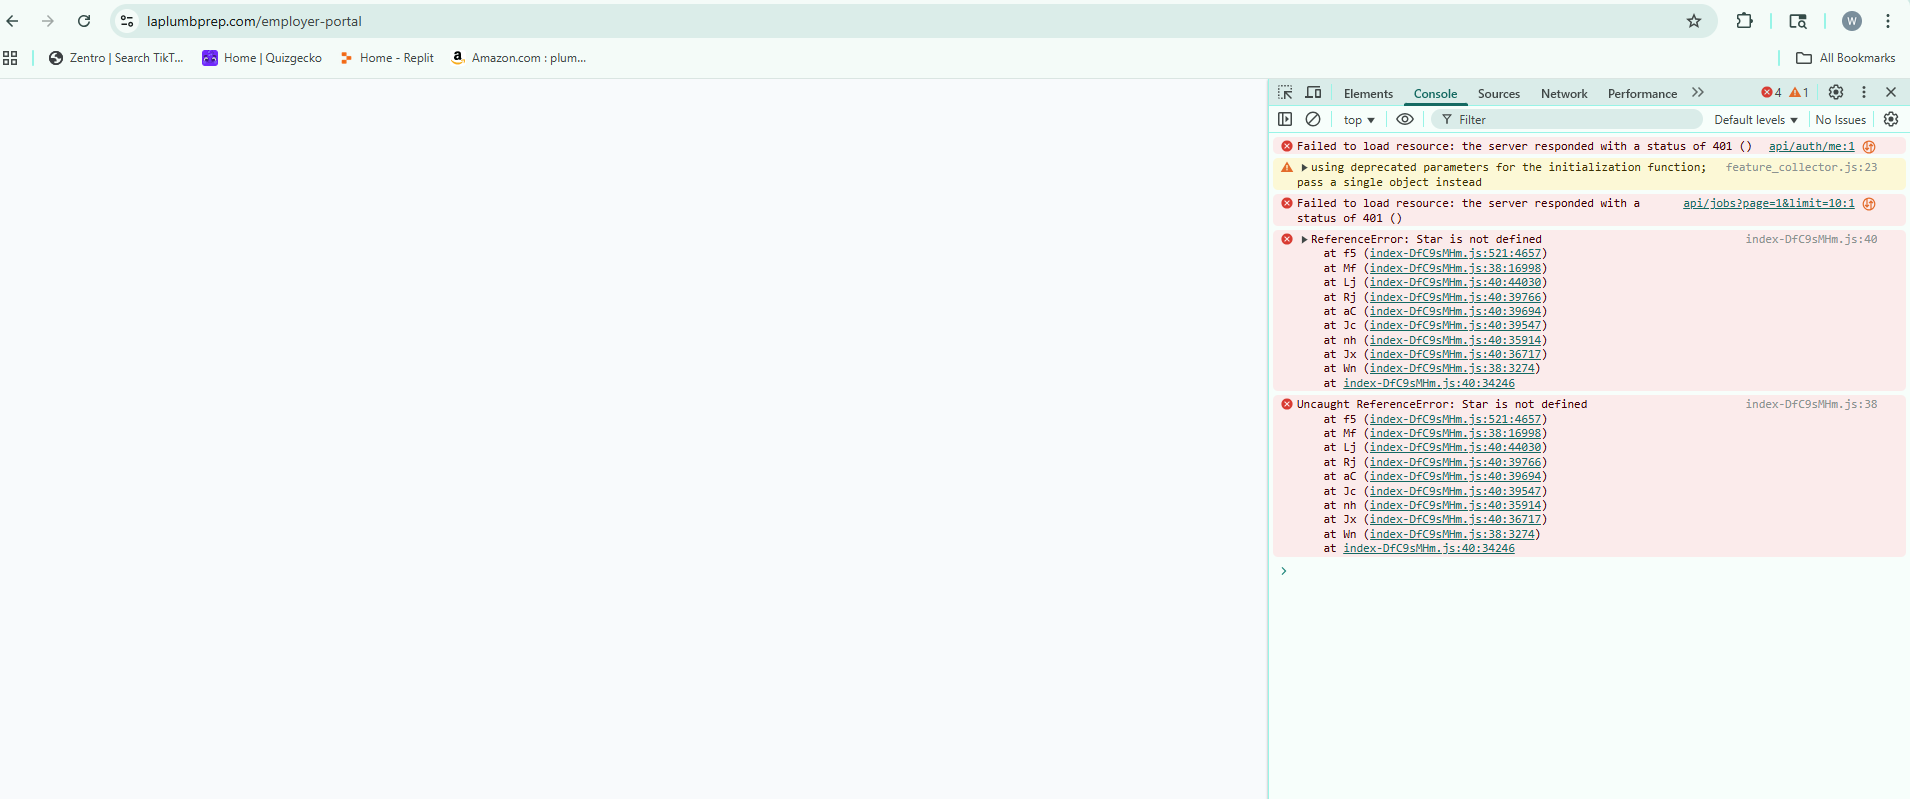 laplumbprep.com/employer-portal
W
Zentro | Search TikT...
Home | Quizgecko
Home - Replit
Amazon.com : plum...
All Bookmarks
Elements
Console
Sources
Network
Performance
4
1
top
Filter
Default levels
No Issues
Failed to load resource: the server responded with a status of 401 () api/auth/me:1
using deprecated parameters for the initialization function; feature_collector.js:23
pass a single object instead
Failed to load resource: the server responded with a api/jobs?page=1&limit=10:1
status of 401 ()
ReferenceError: Star is not defined index-DfC9sMHm.js:40
at f5 (index-DfC9sMHm.js:521:4657)
at Mf (index-DfC9sMHm.js:38:16998)
at Lj (index-DfC9sMHm.js:40:44030)
at Rj (index-DfC9sMHm.js:40:39766)
at aC (index-DfC9sMHm.js:40:39694)
at Jc (index-DfC9sMHm.js:40:39547)
at nh (index-DfC9sMHm.js:40:35914)
at Jx (index-DfC9sMHm.js:40:36717)
at Wn (index-DfC9sMHm.js:38:3274)
at index-DfC9sMHm.js:40:34246
Uncaught ReferenceError: Star is not defined index-DfC9sMHm.js:38
at f5 (index-DfC9sMHm.js:521:4657)
at Mf (index-DfC9sMHm.js:38:16998)
at Lj (index-DfC9sMHm.js:40:44030)
at Rj (index-DfC9sMHm.js:40:39766)
at aC (index-DfC9sMHm.js:40:39694)
at Jc (index-DfC9sMHm.js:40:39547)
at nh (index-DfC9sMHm.js:40:35914)
at Jx (index-DfC9sMHm.js:40:36717)
at Wn (index-DfC9sMHm.js:38:3274)
at index-DfC9sMHm.js:40:34246